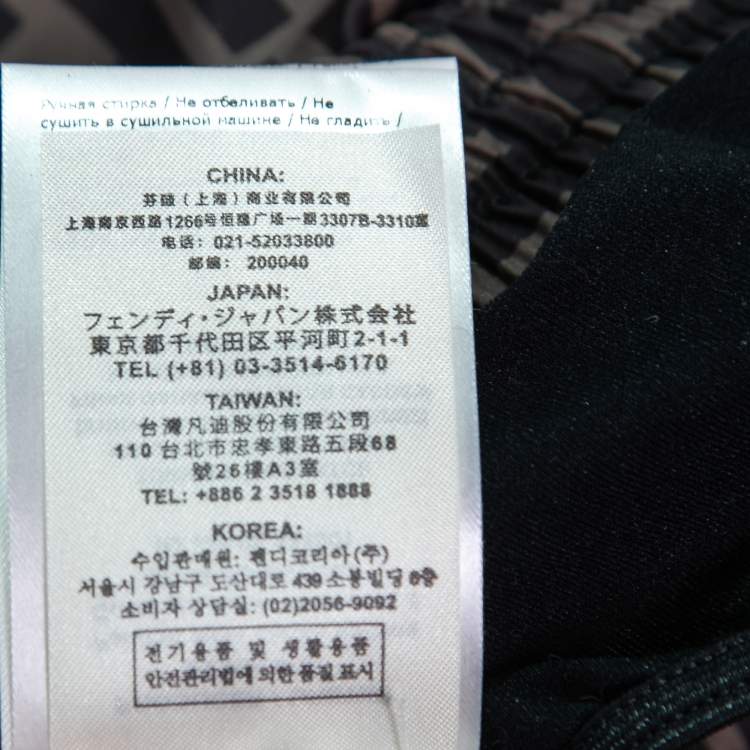 Ручная стирка / Не отбеливать / Не
сушить в сушильной машине / Не гладить /
CHINA:
芬迪（上海）商业有限公司
上海南京西路1266号恒隆广场一期3307B-3310室
电话： 021-52033800
邮编： 200040
JAPAN:
フェンディ・ジャパン株式会社
東京都千代田区平河町2-1-1
TEL (+81) 03-3514-6170
TAIWAN:
台灣凡迪股份有限公司
110 台北市忠孝東路五段68
號26樓A3室
TEL: +886 2 3518 1888
KOREA:
수입판매원: 펜디코리아(주)
서울시 강남구 도산대로 439 소봉빌딩 6층
소비자 상담실: (02)2056-9092
전기용품 및 생활용품
안전관리법에 의한 품질 표시